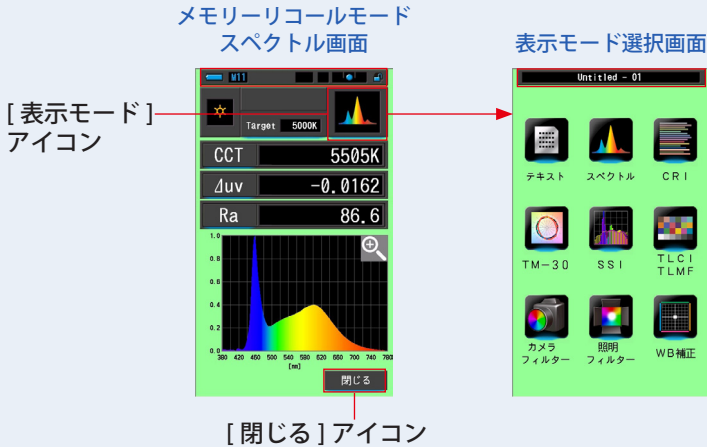 メモリーリコールモード
スペクトル画面
表示モード選択画面
[ 表示モード ]
アイコン
M11
Target 5000K
CCT 5505K
⊿uv -0.0162
Ra 86.6
1.0
0.8
0.6
0.4
0.2
0.0
380 420 460 500 540 580 620 660 700 740 780
[nm]
閉じる
[ 閉じる ] アイコン
Untitled - 01
テキスト スペクトル CRI
TM-30 SSI TLCI
TLMF
カメラ
フィルター
照明
フィルター
WB補正